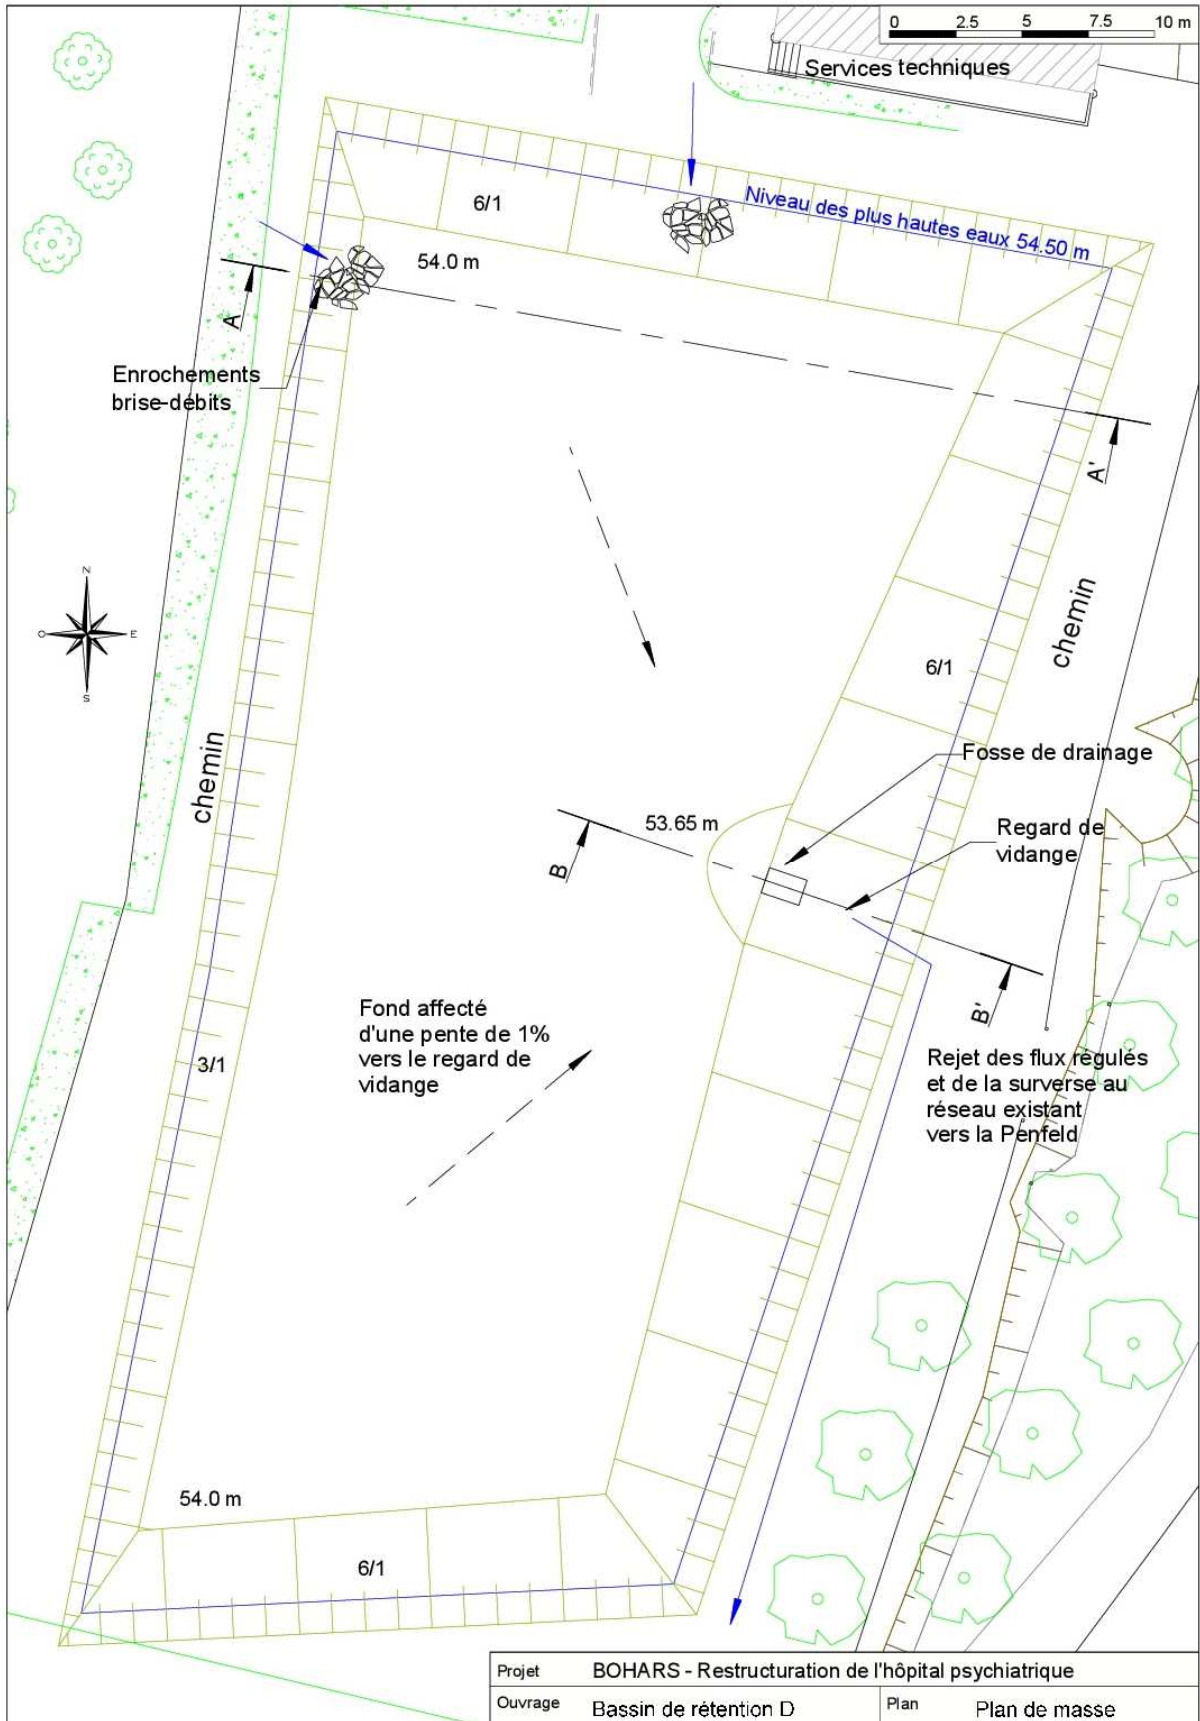 0 2.5 5 7.5 10 m
Services techniques
6/1
Niveau des plus hautes eaux 54.50 m
54.0 m
A
Enrochements
brise-débits
A'
N
O E
S
chemin
6/1
chemin
Fosse de drainage
53.65 m
Regard de
vidange
B
B'
Fond affecté
d'une pente de 1%
vers le regard de
vidange
3/1
Rejet des flux régulés
et de la surverse au
réseau existant
vers la Penfeld
54.0 m
6/1
Projet BOHARS - Restructuration de l'hôpital psychiatrique
Ouvrage Bassin de rétention D Plan Plan de masse